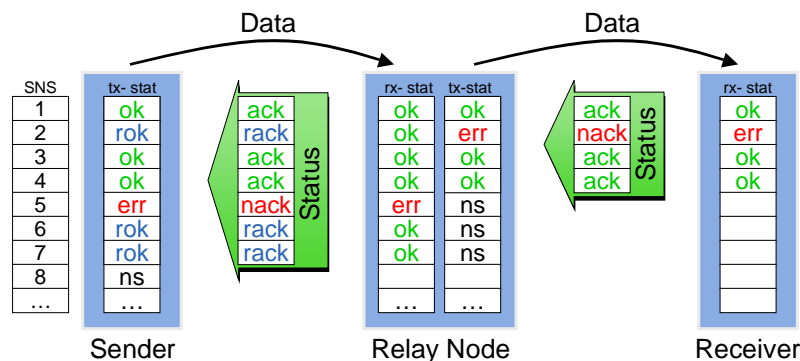 Data Data
SNS tx- stat rx- stat tx-stat rx- stat
1 ok ack ok ok ack ok
2 rok rack ok err nack err
3 ok ack ok ok ack ok
4 ok ack ok ok ack ok
5 err nack err ns
6 rok rack ok ns
7 rok rack ok ns
8 ns
... ... ... ...
Status Status
Sender Relay Node Receiver